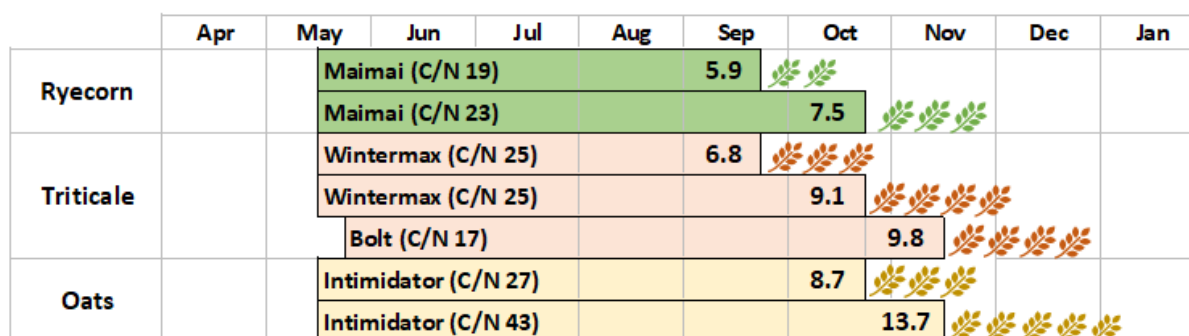 Apr May Jun Jul Aug Sep Oct Nov Dec Jan
Ryecorn
Maimai (C/N 19) 5.9
Maimai (C/N 23) 7.5
Triticale
Wintermax (C/N 25) 6.8
Wintermax (C/N 25) 9.1
Bolt (C/N 17) 9.8
Oats
Intimidator (C/N 27) 8.7
Intimidator (C/N 43) 13.7